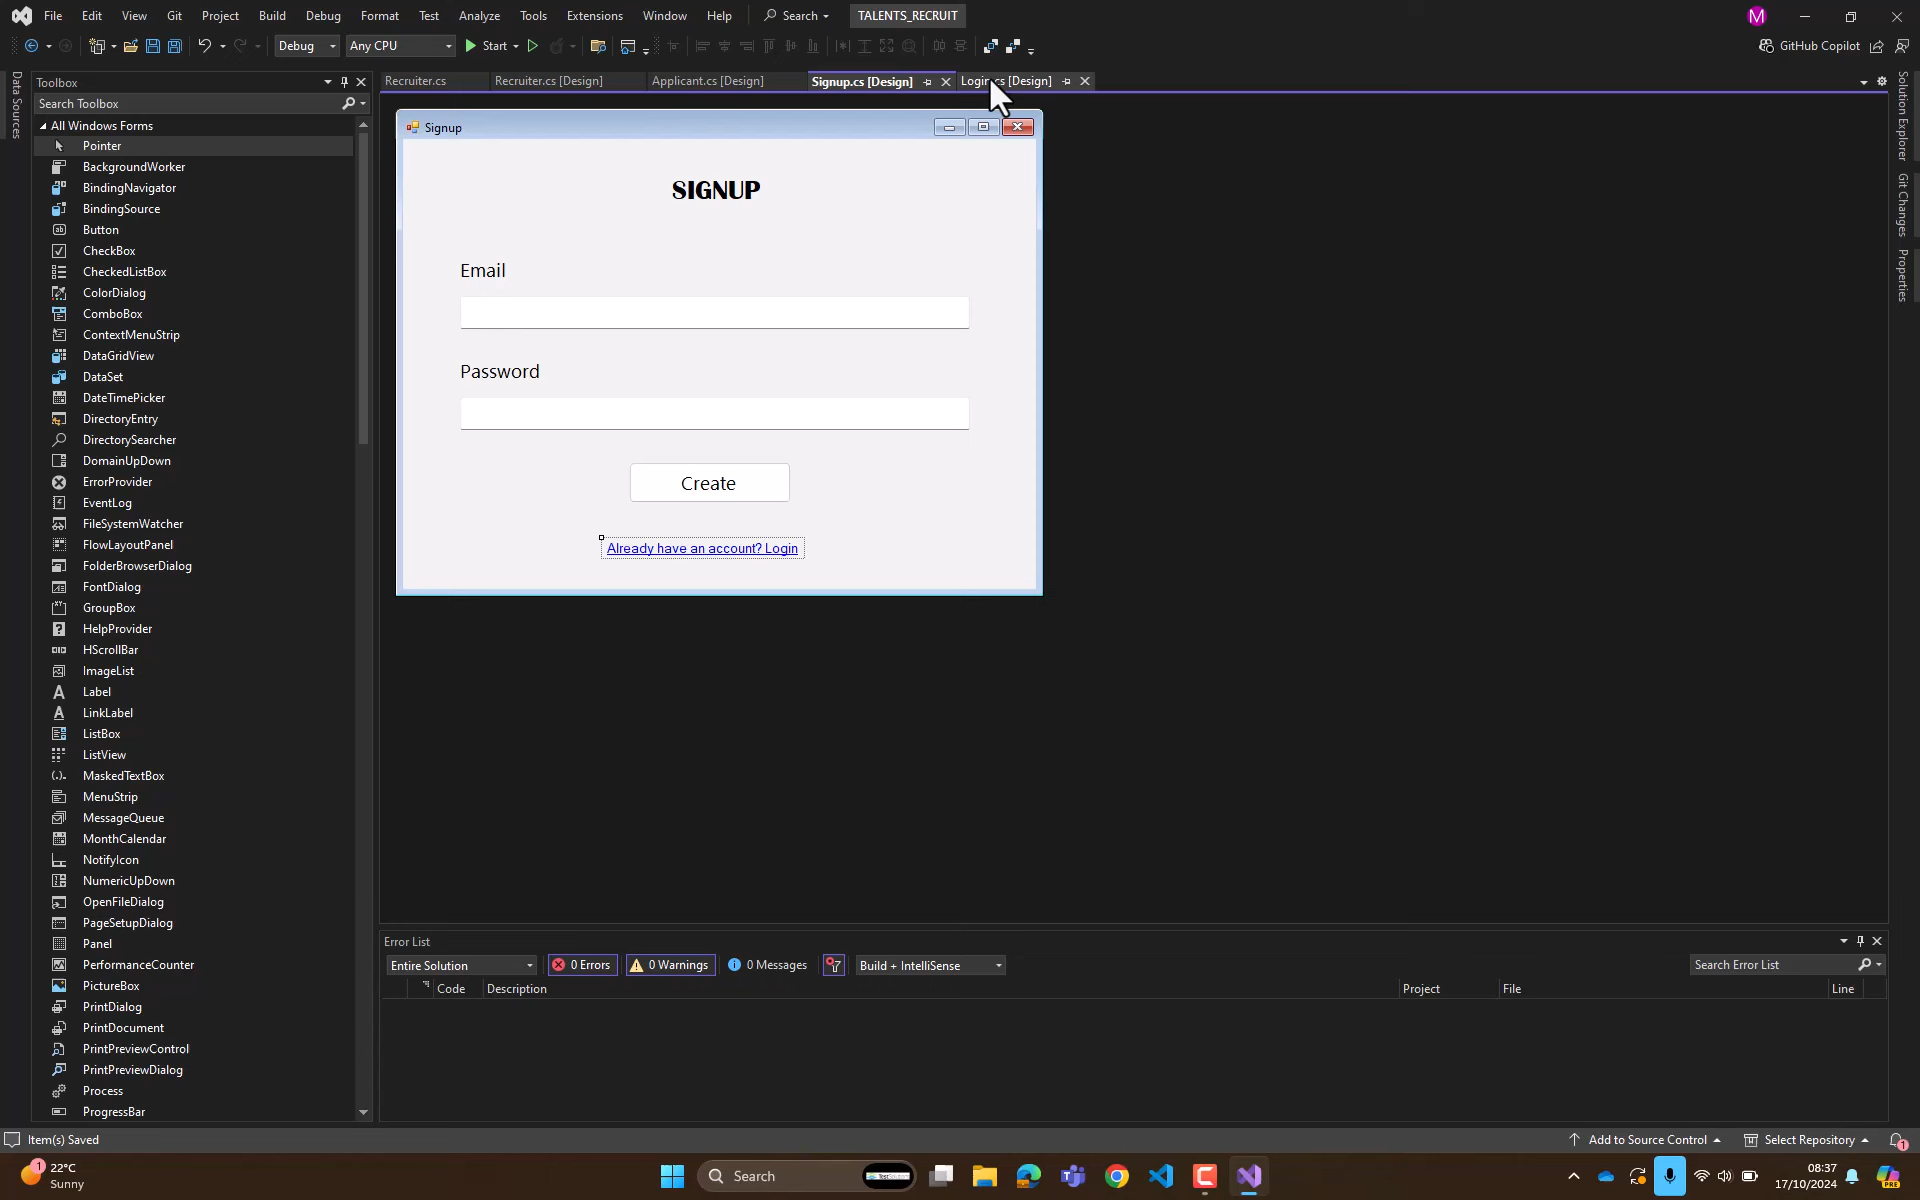 File Edit View Git Project Build Debug Format Test Analyze Tools Extensions Window Help Search TALENTS_RECRUIT M
Debug Any CPU Start GitHub Copilot
Data Sources
Toolbox
Search Toolbox
All Windows Forms
Pointer
BackgroundWorker
BindingNavigator
BindingSource
Button
CheckBox
CheckedListBox
ColorDialog
ComboBox
ContextMenuStrip
DataGridView
DataSet
DateTimePicker
DirectoryEntry
DirectorySearcher
DomainUpDown
ErrorProvider
EventLog
FileSystemWatcher
FlowLayoutPanel
FolderBrowserDialog
FontDialog
GroupBox
HelpProvider
HScrollBar
ImageList
Label
LinkLabel
ListBox
ListView
MaskedTextBox
MenuStrip
MessageQueue
MonthCalendar
NotifyIcon
NumericUpDown
OpenFileDialog
PageSetupDialog
Panel
PerformanceCounter
PictureBox
PrintDialog
PrintDocument
PrintPreviewControl
PrintPreviewDialog
Process
ProgressBar
Recruiter.cs Recruiter.cs [Design] Applicant.cs [Design] Signup.cs [Design] Login.cs [Design]
Signup
SIGNUP
Email
Password
Create
Already have an account? Login
Solution Explorer
Git Changes
Properties
Error List
Entire Solution 0 Errors 0 Warnings 0 Messages Build + IntelliSense Search Error List
Code Description Project File Line
Item(s) Saved Add to Source Control Select Repository 1
1 22°C
Sunny
Search
08:37
17/10/2024
PRE